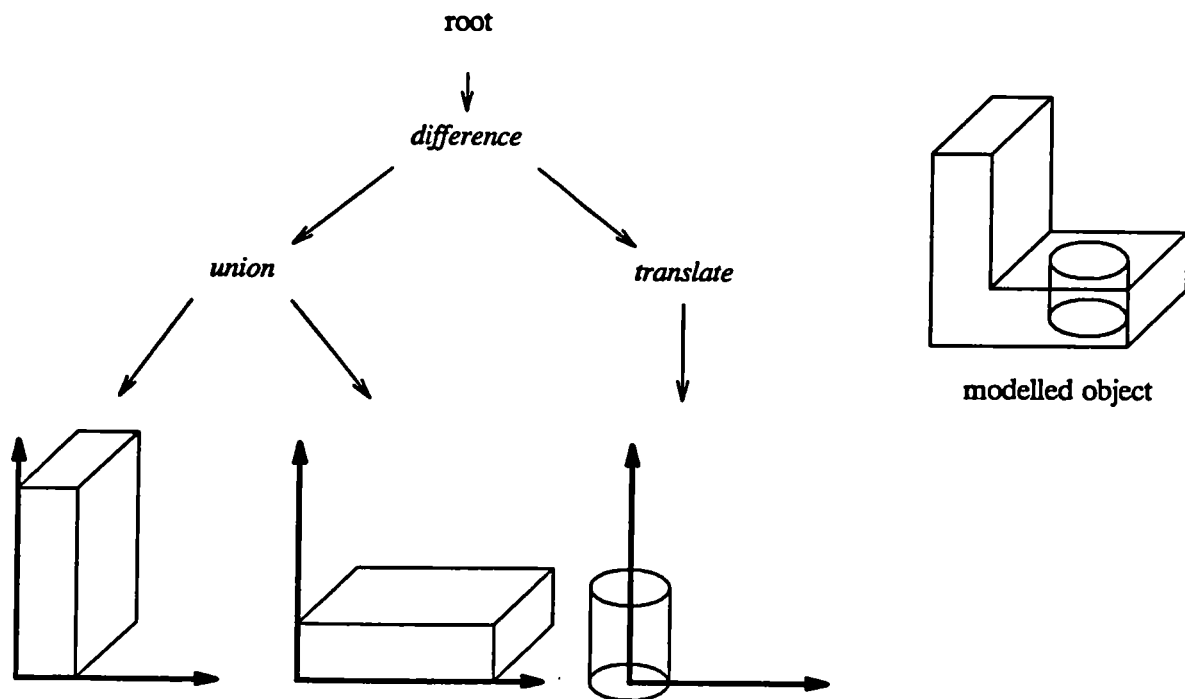 root
difference
union
translate
modelled object